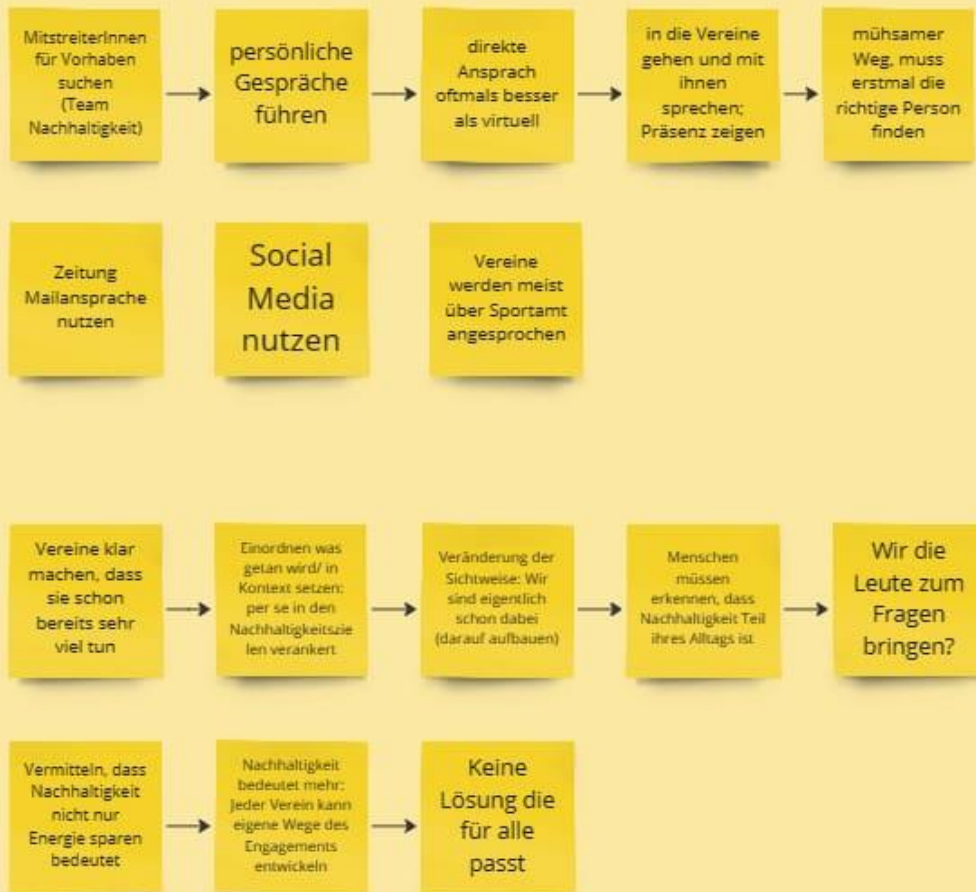 MitstreiterInnen
für Vorhaben
suchen
(Team
Nachhaltigkeit)
persönliche
Gespräche
führen
direkte
Ansprach
oftmals besser
als virtuell
in die Vereine
gehen und mit
ihnen
sprechen;
Präsenz zeigen
mühsamer
Weg, muss
erstmal die
richtige Person
finden
Zeitung
Mailansprache
nutzen
Social
Media
nutzen
Vereine
werden meist
über Sportamt
angesprochen
Vereine klar
machen, dass
sie schon
bereits sehr
viel tun
Einordnen was
getan wird/ in
Kontext setzen:
per se in den
Nachhaltigkeitszie
len verankert
Veränderung der
Sichtweise: Wir
sind eigentlich
schon dabei
(darauf aufbauen)
Menschen
müssen
erkennen, dass
Nachhaltigkeit Teil
ihres Alltags ist
Wir die
Leute zum
Fragen
bringen?
Vermitteln, dass
Nachhaltigkeit
nicht nur
Energie sparen
bedeutet
Nachhaltigkeit
bedeutet mehr:
Jeder Verein kann
eigene Wege des
Engagements
entwickeln
Keine
Lösung die
für alle
passt